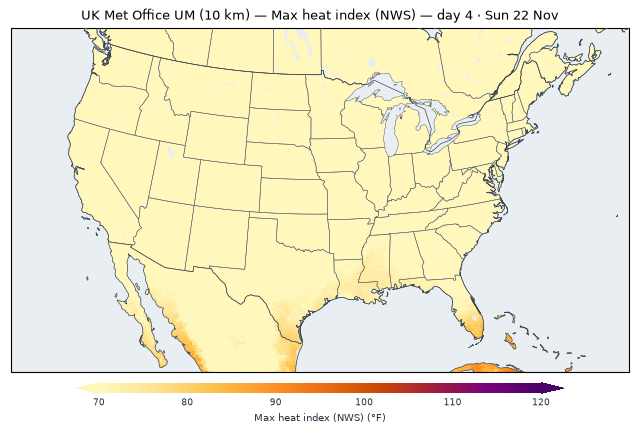 UK Met Office UM (10 km) — Max heat index (NWS) — day 4 · Sun 22 Nov
70 80 90 100 110 120
Max heat index (NWS) (°F)